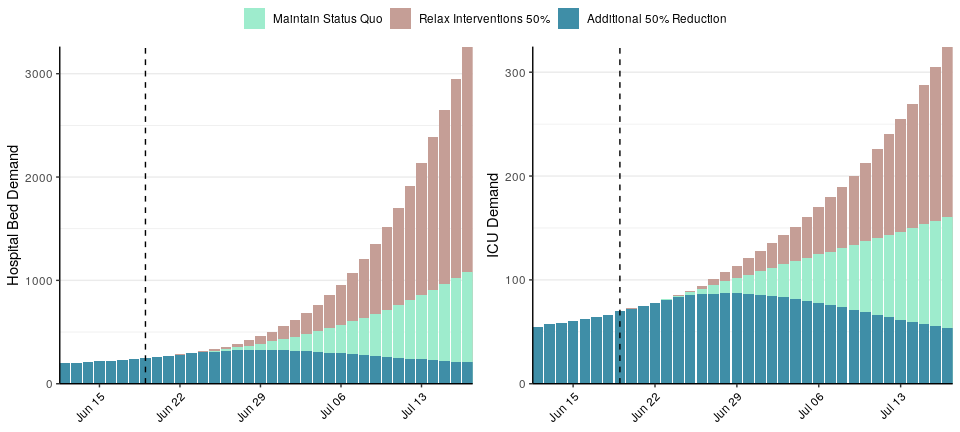 Maintain Status Quo Relax Interventions 50% Additional 50% Reduction
Hospital Bed Demand
3000
2000
1000
0
Jun 15 Jun 22 Jun 29 Jul 06 Jul 13
ICU Demand
300
200
100
0
Jun 15 Jun 22 Jun 29 Jul 06 Jul 13